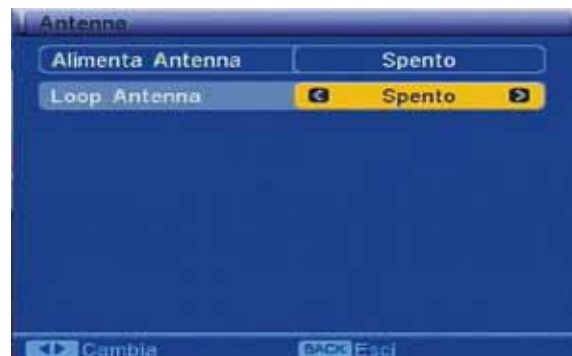 Antenna
Alimenta Antenna Spento
Loop Antenna Spento
Cambia BACK Esci